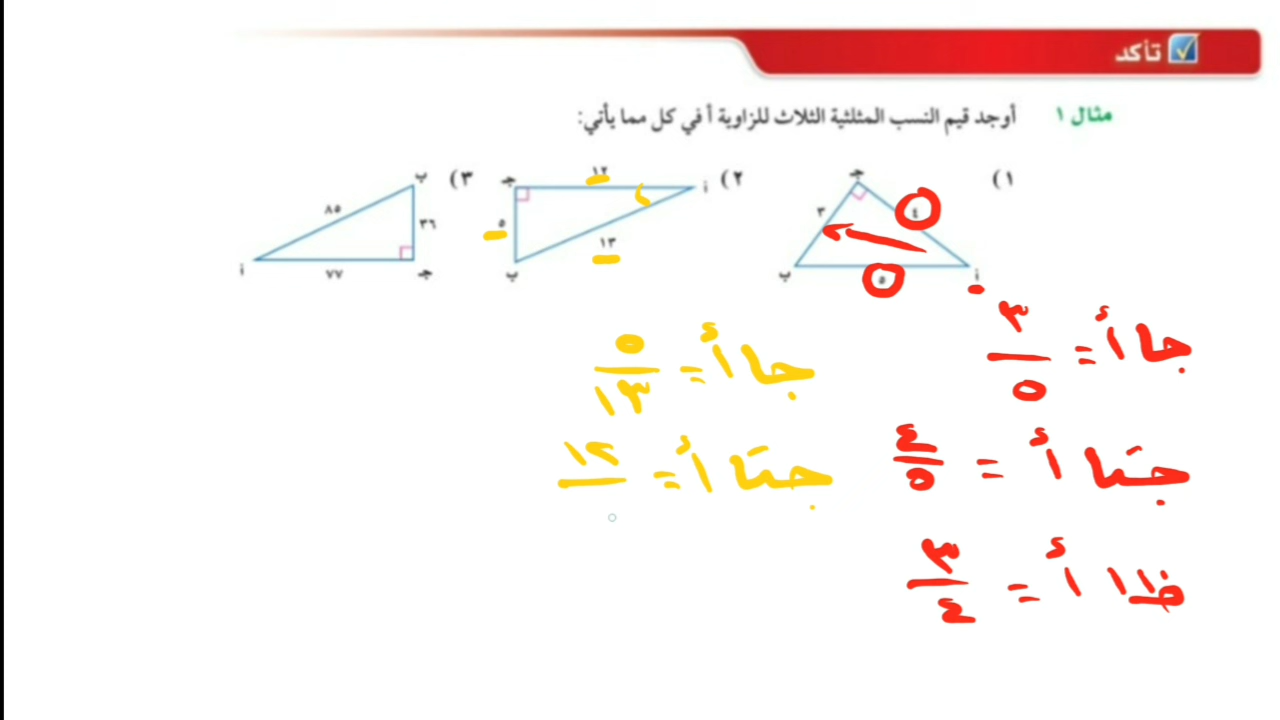 تأكد
مثال ١ أوجد قيم النسب المثلثية الثلاث للزاوية أ في كل مما يأتي:
١)
جـ
٣
٤
ب
٥
أ
٢)
جـ
١٢
أ
٥
١٣
ب
٣)
ب
٨٥
٣٦
أ
٧٧
جـ
جا أ = ٣/٥
جتا أ = ٤/٥
ظا أ = ٣/٤
جا أ = ٥/١٣
جتا أ = ١٢/